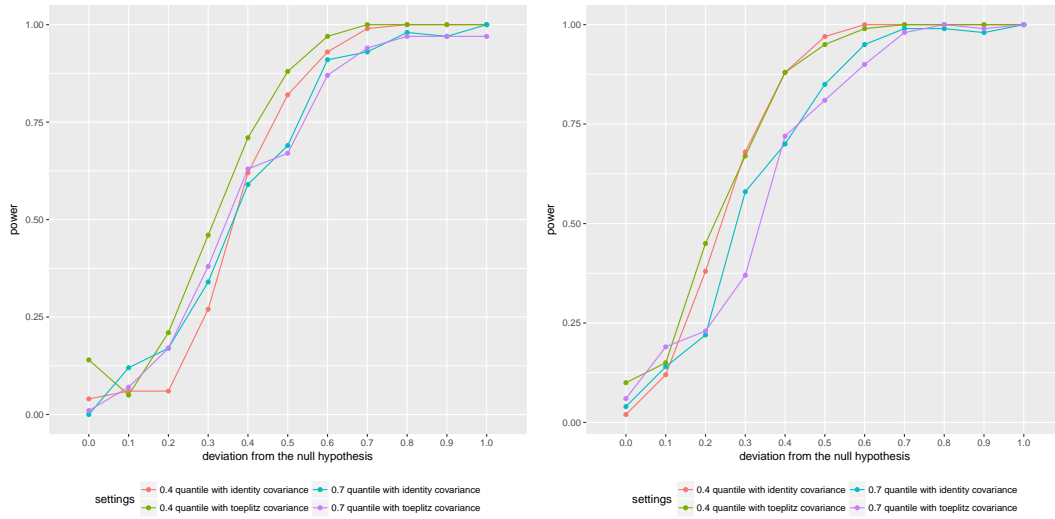 1.00
0.75
0.50
0.25
0.00
power
0.0 0.1 0.2 0.3 0.4 0.5 0.6 0.7 0.8 0.9 1.0
deviation from the null hypothesis
settings
0.4 quantile with identity covariance
0.7 quantile with identity covariance
0.4 quantile with toeplitz covariance
0.7 quantile with toeplitz covariance
1.00
0.75
0.50
0.25
0.00
power
0.0 0.1 0.2 0.3 0.4 0.5 0.6 0.7 0.8 0.9 1.0
deviation from the null hypothesis
settings
0.4 quantile with identity covariance
0.7 quantile with identity covariance
0.4 quantile with toeplitz covariance
0.7 quantile with toeplitz covariance